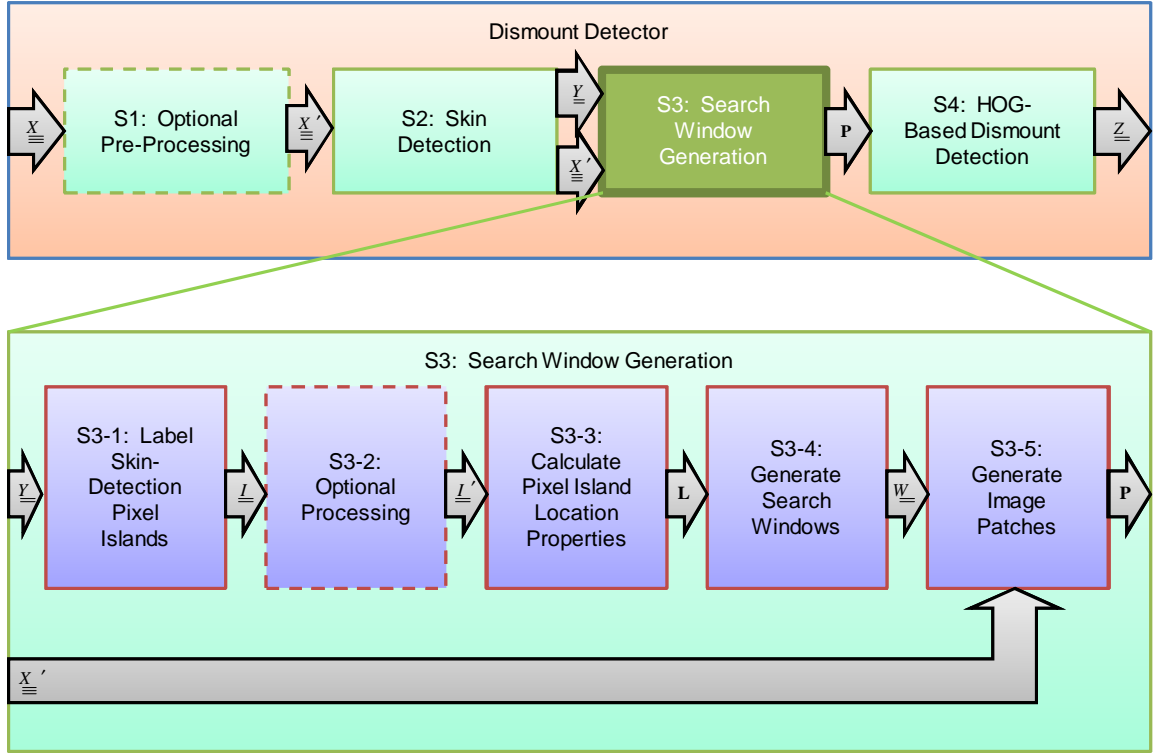 Dismount Detector
X
S1: Optional
Pre-Processing
X′
S2: Skin
Detection
Y
X′
S3: Search
Window
Generation
P
S4: HOG-
Based Dismount
Detection
Z
S3: Search Window Generation
Y
S3-1: Label
Skin-
Detection
Pixel
Islands
I
S3-2:
Optional
Processing
I′
S3-3:
Calculate
Pixel Island
Location
Properties
L
S3-4:
Generate
Search
Windows
W
S3-5:
Generate
Image
Patches
P
X′